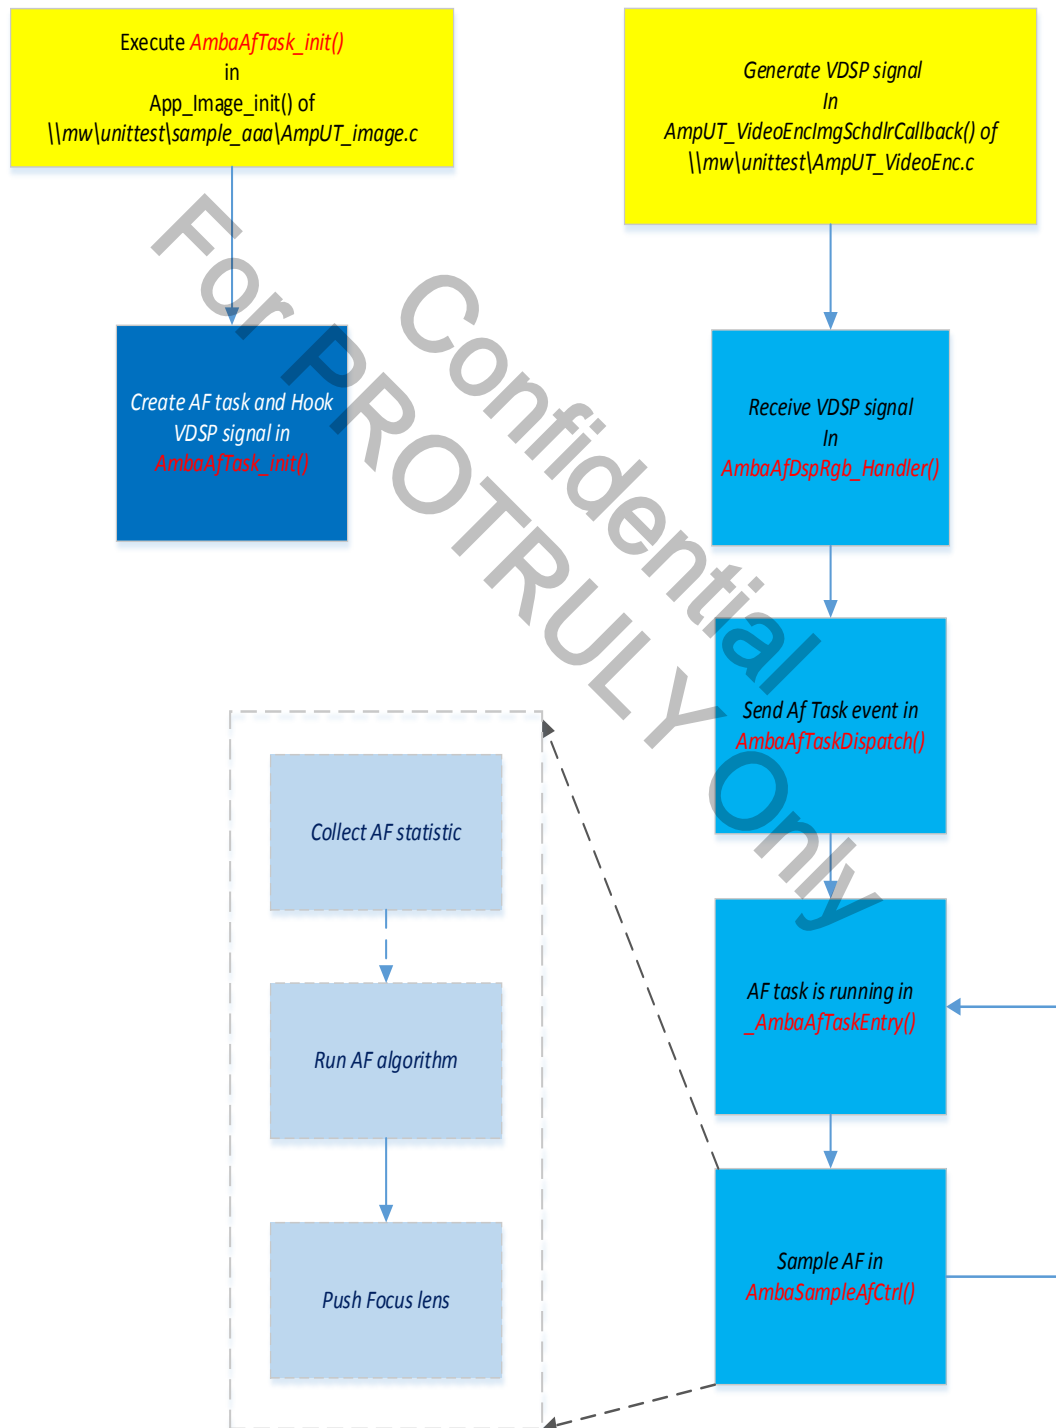 Execute AmbaAfTask_init()
in
App_Image_init() of
\\mw\unittest\sample_aaa\AmpUT_image.c
Generate VDSP signal
In
AmpUT_VideoEncImgSchdlrCallback() of
\\mw\unittest\AmpUT_VideoEnc.c
Create AF task and Hook
VDSP signal in
AmbaAfTask_init()
Receive VDSP signal
In
AmbaAfDspRgb_Handler()
Send Af Task event in
AmbaAfTaskDispatch()
AF task is running in
_AmbaAfTaskEntry()
Sample AF in
AmbaSampleAfCtrl()
Collect AF statistic
Run AF algorithm
Push Focus lens
Confidential
For PROTRULY Only